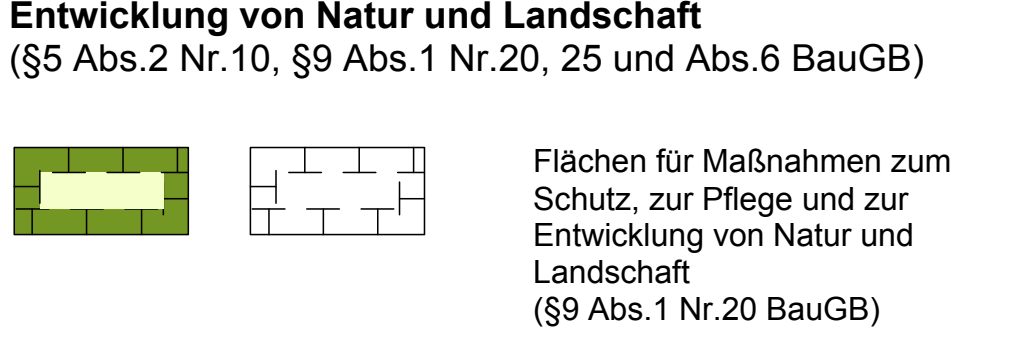 Entwicklung von Natur und Landschaft
(§5 Abs.2 Nr.10, §9 Abs.1 Nr.20, 25 und Abs.6 BauGB)
Flächen für Maßnahmen zum
Schutz, zur Pflege und zur
Entwicklung von Natur und
Landschaft
(§9 Abs.1 Nr.20 BauGB)